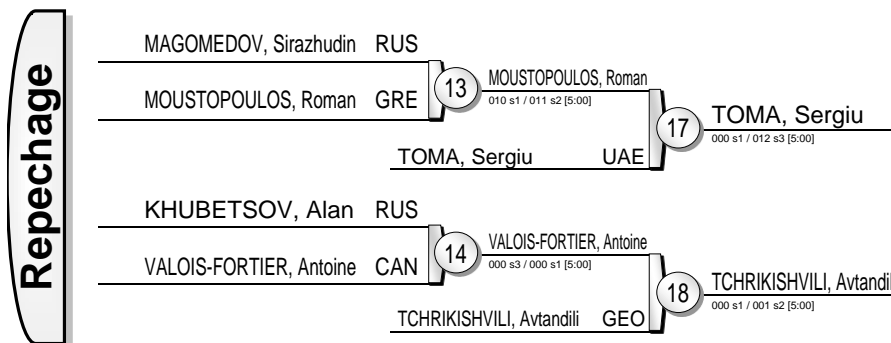 Repechage
MAGOMEDOV, Sirazhudin RUS
MOUSTOPOULOS, Roman GRE
13
MOUSTOPOULOS, Roman
010 s1 / 011 s2 [5:00]
TOMA, Sergiu UAE
17
TOMA, Sergiu
000 s1 / 012 s3 [5:00]
KHUBETSOV, Alan RUS
VALOIS-FORTIER, Antoine CAN
14
VALOIS-FORTIER, Antoine
000 s3 / 000 s1 [5:00]
TCHRIKISHVILI, Avtandili GEO
18
TCHRIKISHVILI, Avtandil
000 s1 / 001 s2 [5:00]